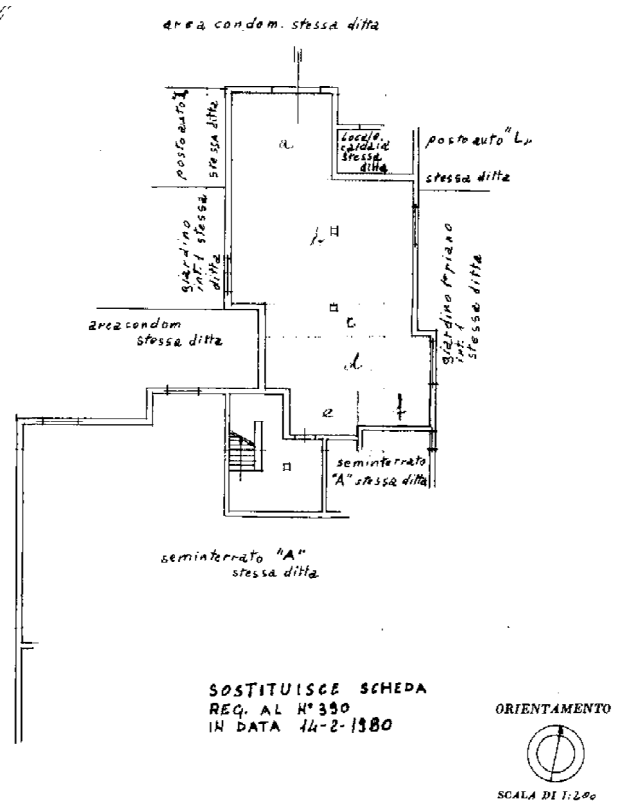 area condom. stessa ditta
posto auto "I"
stessa ditta
Locale
caldaia
stessa
ditta
posto auto "L"
stessa ditta
a
b
giardino
int. 1 stessa
ditta
giardino
int. 1
stessa ditta
area condom
stessa ditta
c
d
e
f
seminterrato
"A" stessa ditta
seminterrato "A"
stessa ditta
SOSTITUISCE SCHEDA
REG. AL N° 390
IN DATA 14-2-1980
ORIENTAMENTO
SCALA DI 1:200